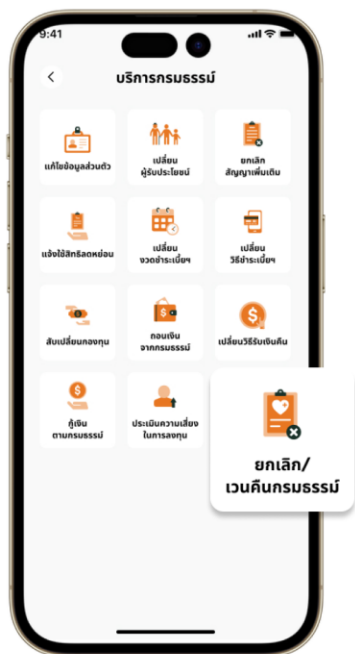 9:41
บริการกรมธรรม์
แก้ไขข้อมูลส่วนตัว
เปลี่ยน
ผู้รับประโยชน์
ยกเลิก
สัญญาเพิ่มเติม
แจ้งใช้สิทธิลดหย่อน
เปลี่ยน
งวดชำระเบี้ยฯ
เปลี่ยน
วิธีชำระเบี้ยฯ
สับเปลี่ยนกองทุน
ถอนเงิน
จากกรมธรรม์
เปลี่ยนวิธีรับเงินคืน
กู้เงิน
ตามกรมธรรม์
ประเมินความเสี่ยง
ในการลงทุน
ยกเลิก/
เวนคืนกรมธรรม์